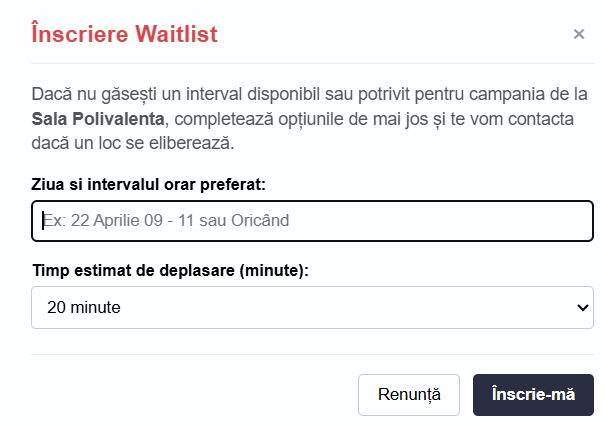 Înscriere Waitlist
×
Dacă nu găsești un interval disponibil sau potrivit pentru campania de la
Sala Polivalenta, completează opțiunile de mai jos și te vom contacta
dacă un loc se eliberează.
Ziua si intervalul orar preferat:
Ex: 22 Aprilie 09 - 11 sau Oricând
Timp estimat de deplasare (minute):
20 minute
Renunță
Înscrie-mă